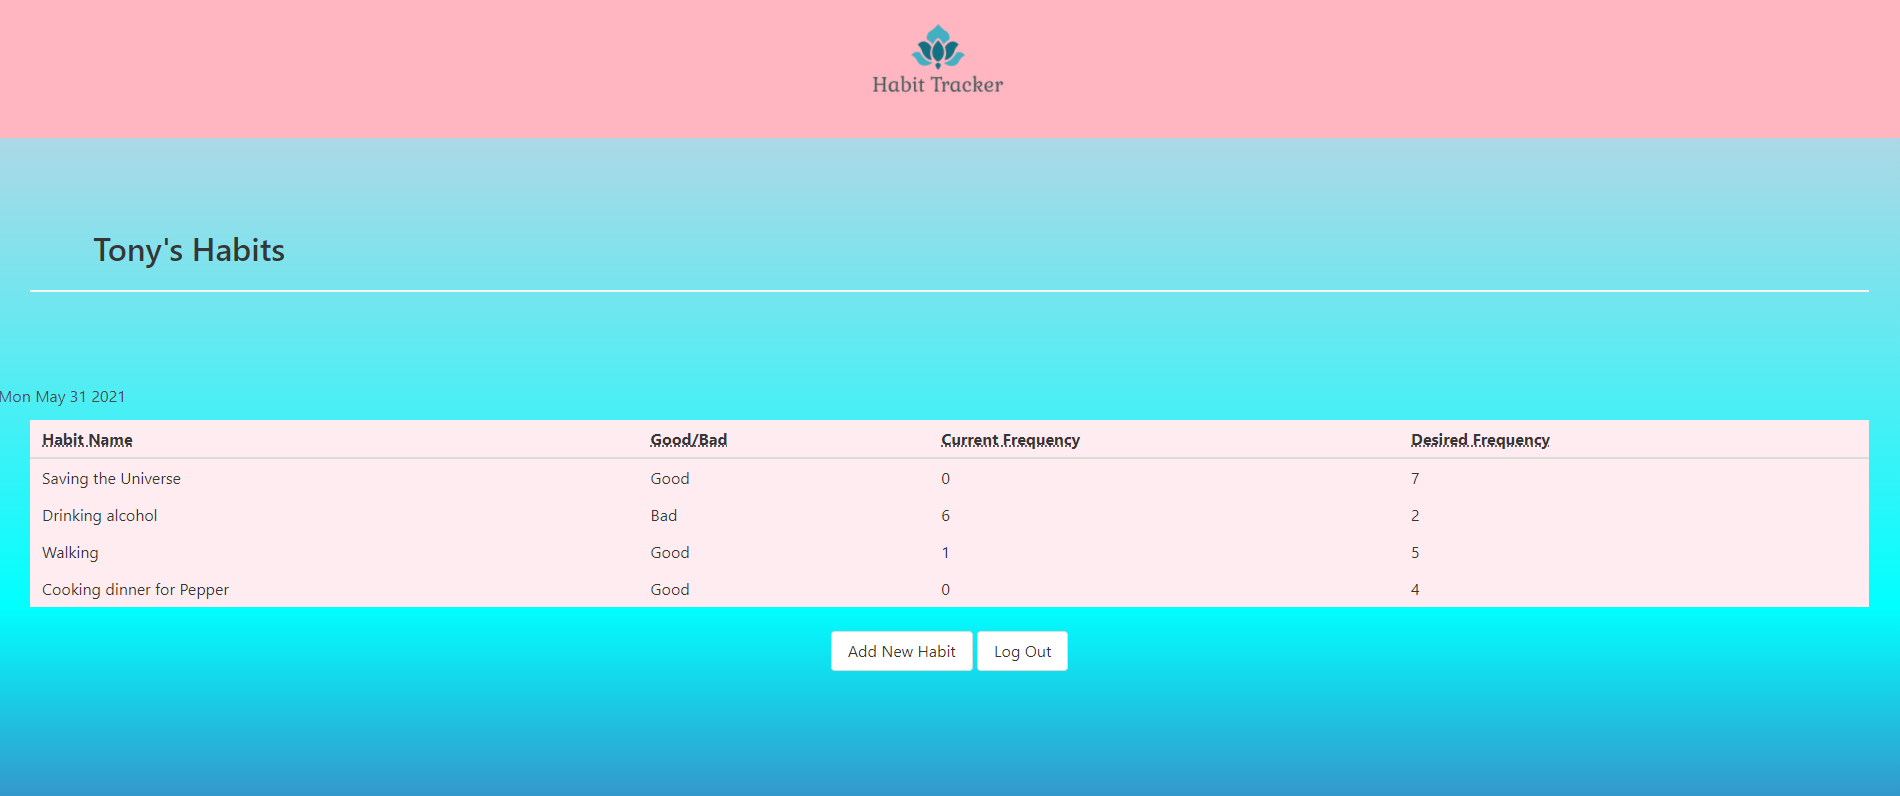 Habit Tracker
Tony's Habits
Mon May 31 2021
Habit Name Good/Bad Current Frequency Desired Frequency
Saving the Universe Good 0 7
Drinking alcohol Bad 6 2
Walking Good 1 5
Cooking dinner for Pepper Good 0 4
Add New Habit Log Out